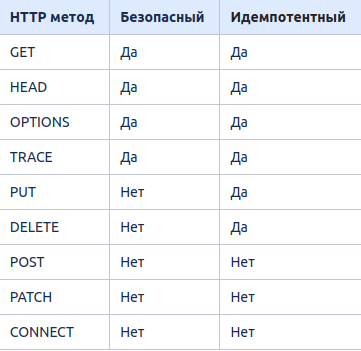 HTTP метод Безопасный Идемпотентный
GET Да Да
HEAD Да Да
OPTIONS Да Да
TRACE Да Да
PUT Нет Да
DELETE Нет Да
POST Нет Нет
PATCH Нет Нет
CONNECT Нет Нет